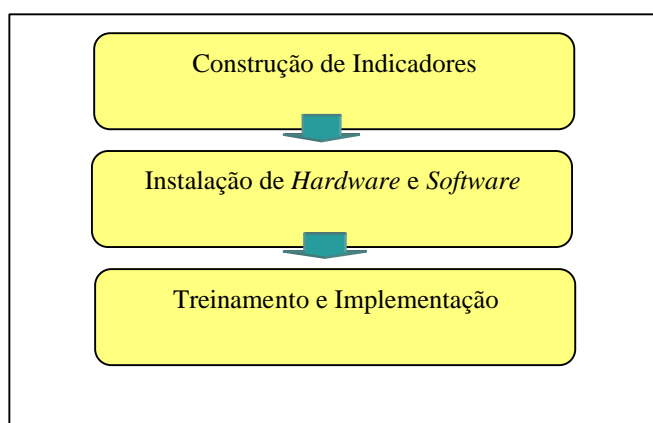 Construção de Indicadores
Instalação de Hardware e Software
Treinamento e Implementação